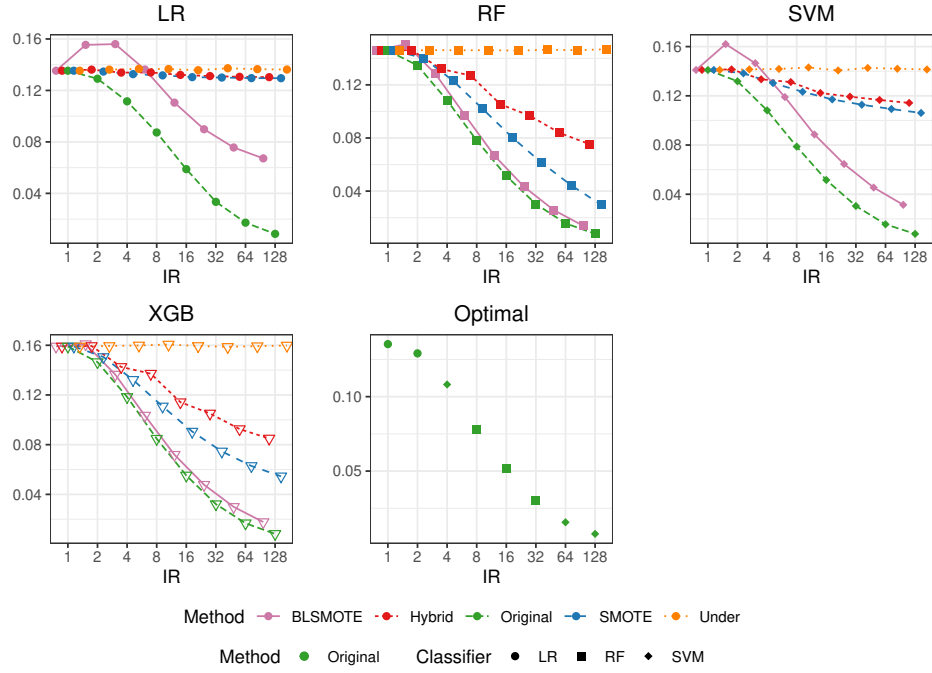 LR
RF
SVM
0.16
0.12
0.08
0.04
1 2 4 8 16 32 64 128
IR
0.12
0.08
0.04
1 2 4 8 16 32 64 128
IR
0.16
0.12
0.08
0.04
1 2 4 8 16 32 64 128
IR
XGB
Optimal
0.16
0.12
0.08
0.04
1 2 4 8 16 32 64 128
IR
0.10
0.05
1 2 4 8 16 32 64 128
IR
Method BLSMOTE Hybrid Original SMOTE Under
Method Original Classifier LR RF SVM